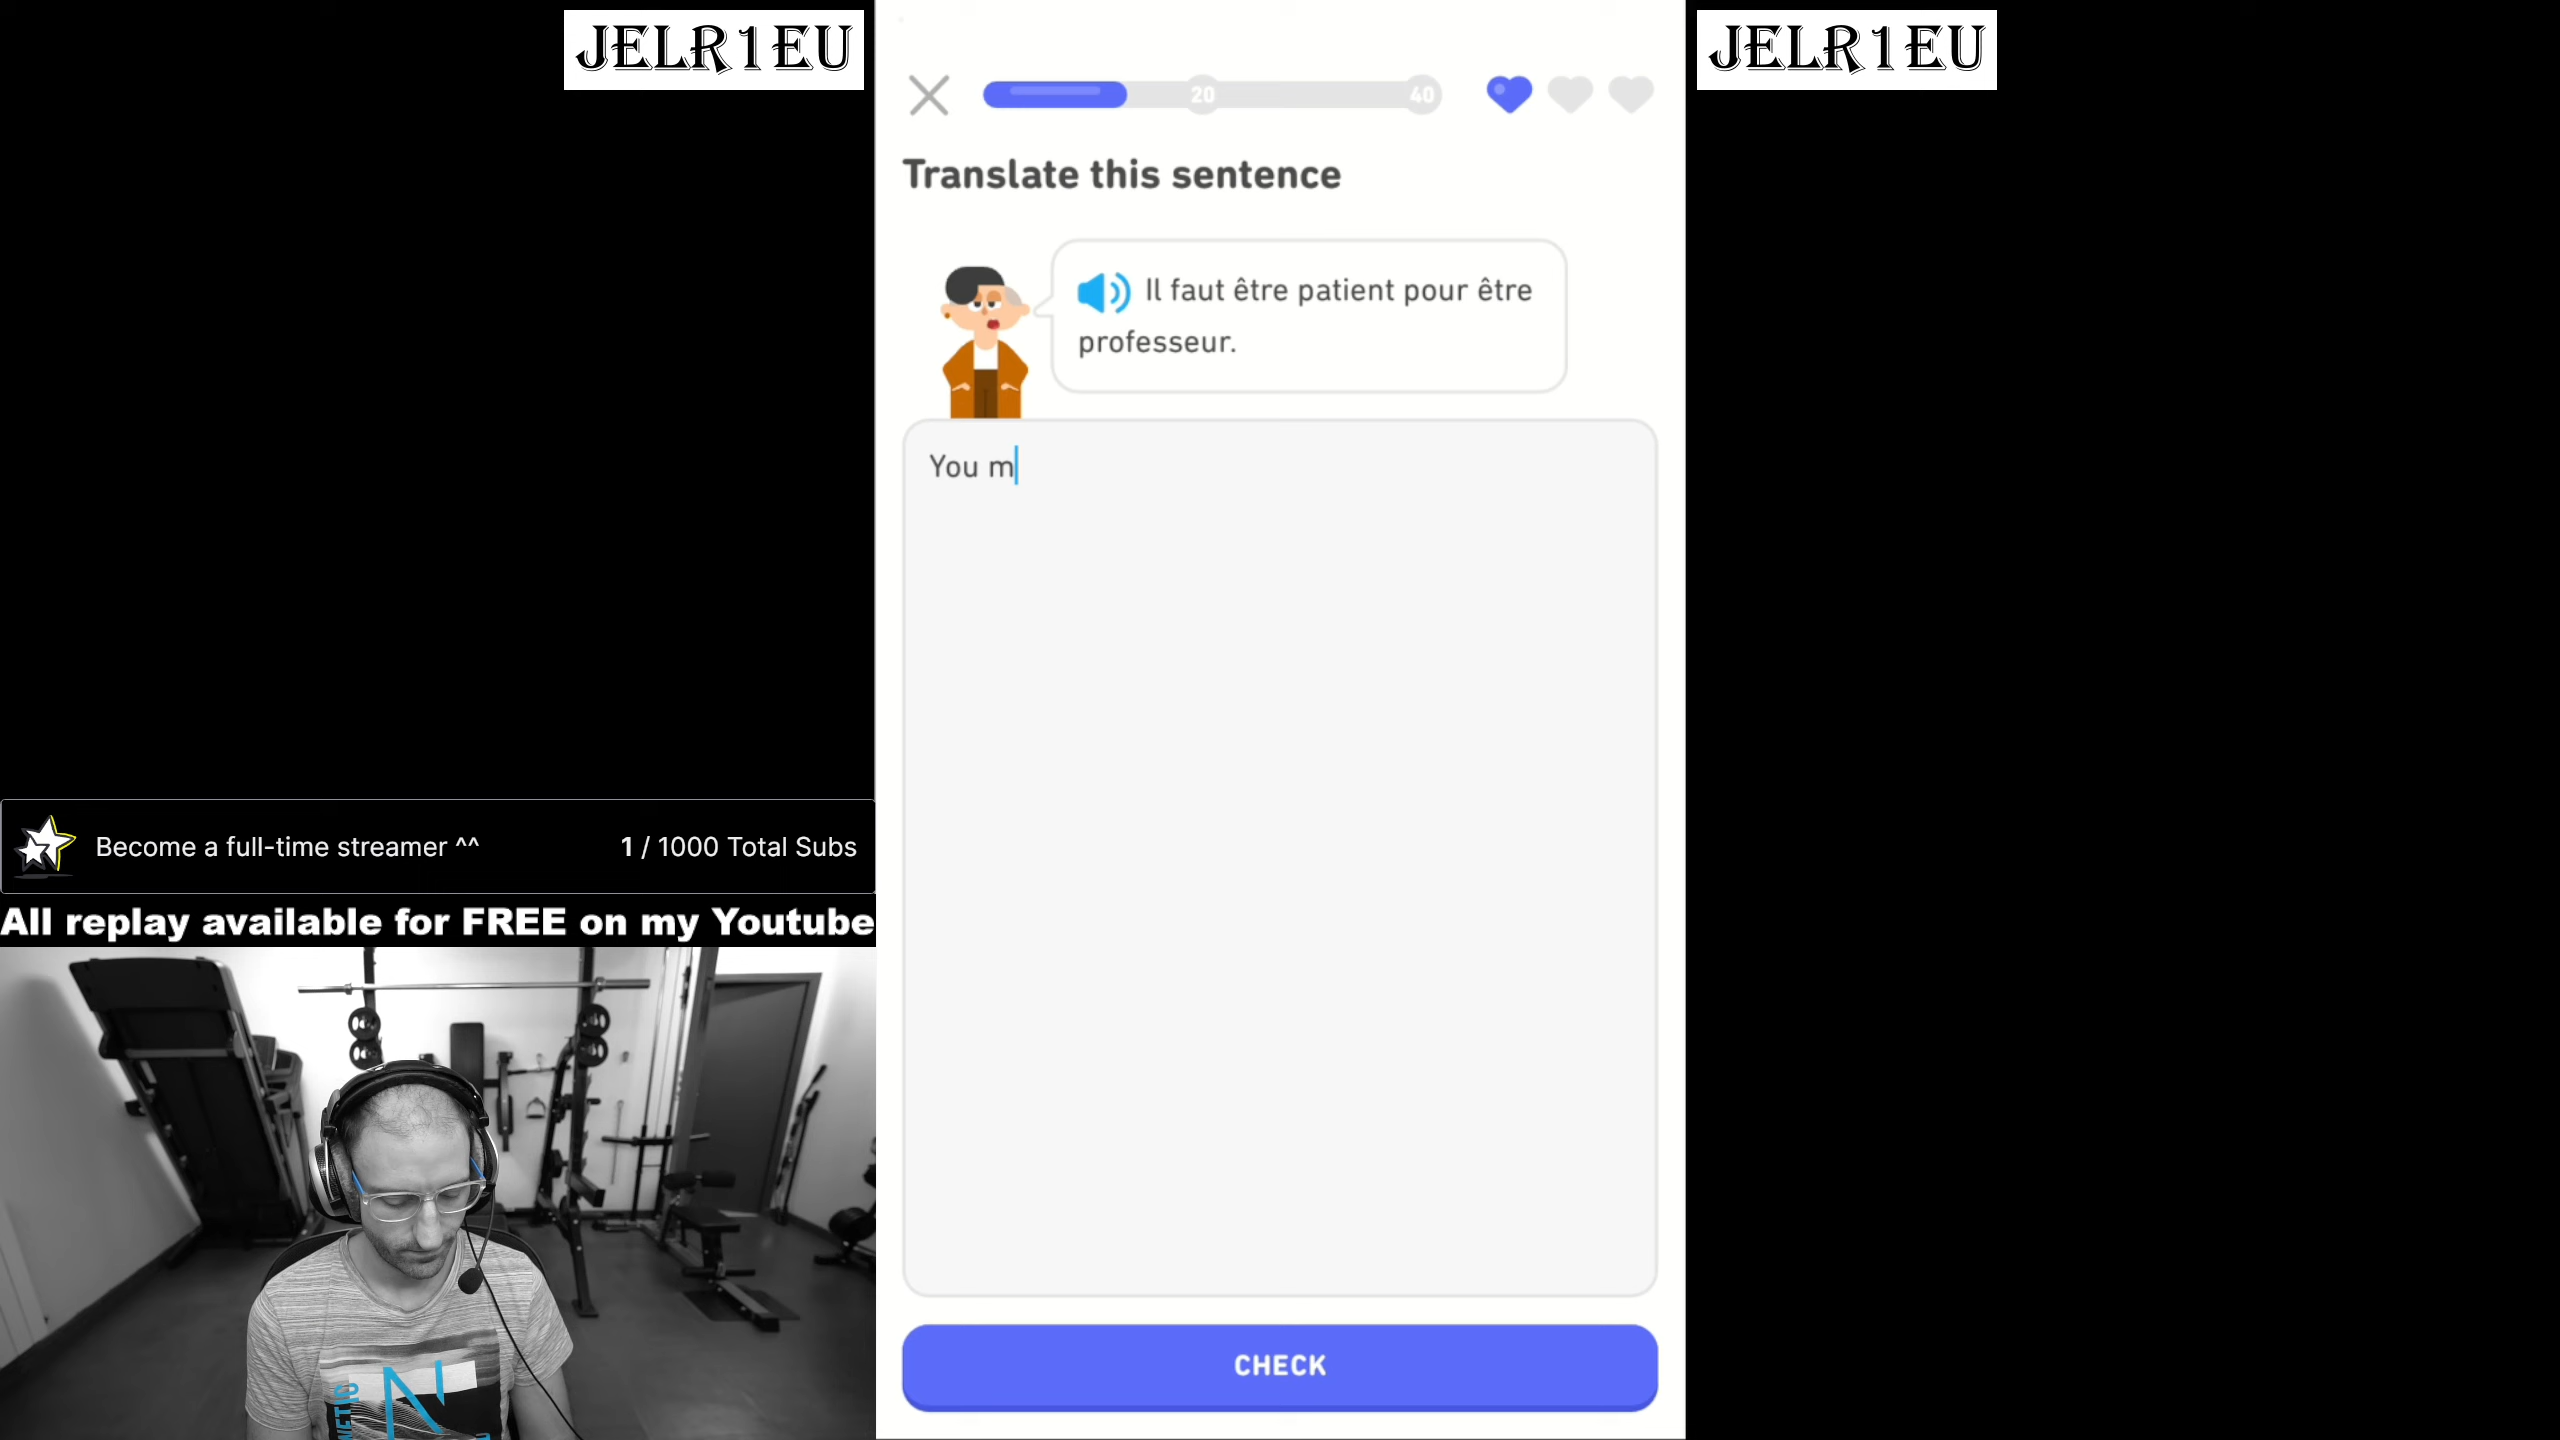 JELR1EU
JELR1EU
20
40
Translate this sentence
Il faut être patient pour être
professeur.
You m
Become a full-time streamer ^^
1 / 1000 Total Subs
All replay available for FREE on my Youtube
CHECK
N